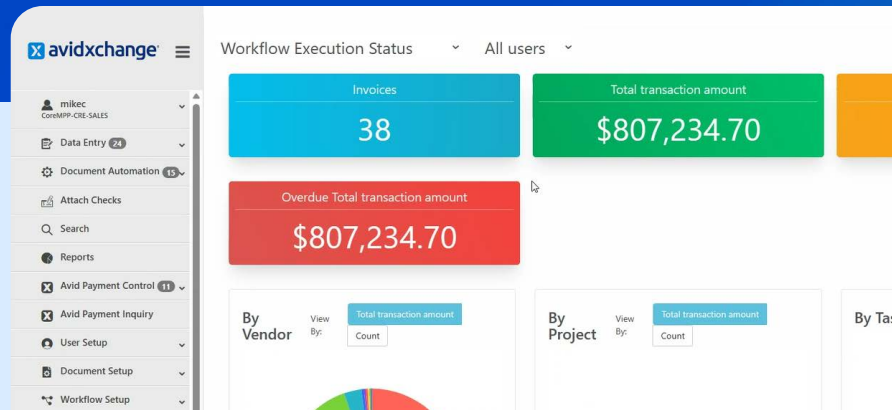 avidxchange
Workflow Execution Status
All users
mikec
CoreMPP-CRE-SALES
Data Entry 24
Document Automation 15
Attach Checks
Search
Reports
Avid Payment Control 11
Avid Payment Inquiry
User Setup
Document Setup
Workflow Setup
Invoices
38
Total transaction amount
$807,234.70
Overdue Total transaction amount
$807,234.70
By
Vendor
View
By:
Total transaction amount
Count
By
Project
View
By:
Total transaction amount
Count
By Tas